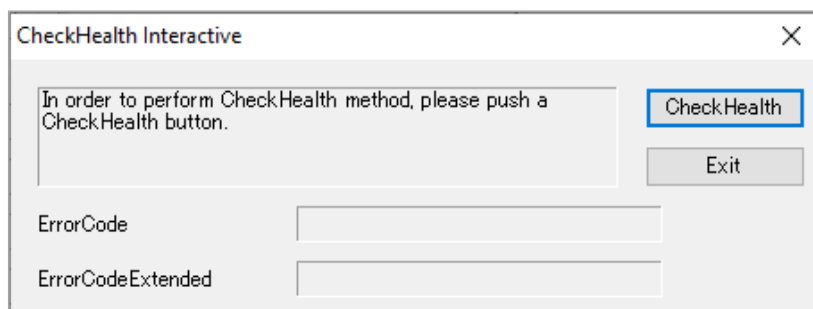 CheckHealth Interactive
In order to perform CheckHealth method, please push a
CheckHealth button.
CheckHealth
Exit
ErrorCode
ErrorCodeExtended